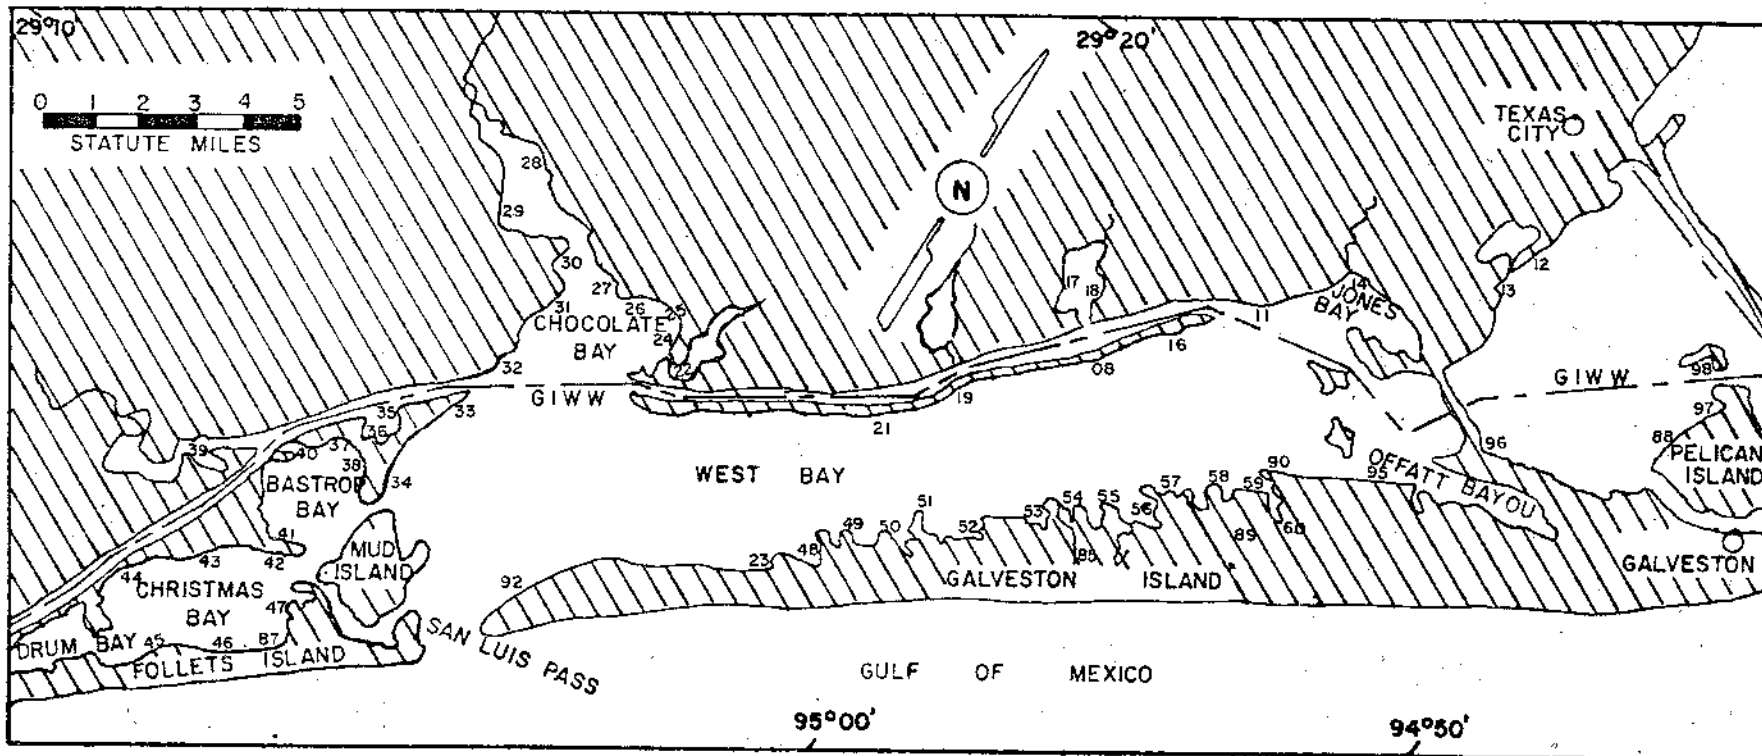 29°10'
29°20'
0 1 2 3 4 5
STATUTE MILES
TEXAS
CITY
N
28
29
30
27
31
26
25
CHOCOLATE
BAY
24
22
32
GIWW
17
18
14
JONES
BAY
11
13
12
16
08
19
21
33
35
36
37
38
40
39
34
BASTROP
BAY
41
42
43
44
MUD
ISLAND
CHRISTMAS
BAY
47
DRUM BAY
45
46
87
FOLLETS ISLAND
SAN LUIS PASS
WEST BAY
92
23
48
49
50
51
52
53
54
55
56
57
58
59
60
85
89
90
95
96
OFFATT BAYOU
GIWW
98
97
88
PELICAN
ISLAND
GALVESTON ISLAND
GALVESTON
GULF OF MEXICO
95°00'
94°50'